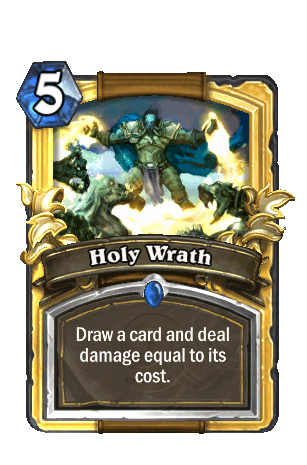 5
Holy Wrath
Draw a card and deal
damage equal to its
cost.